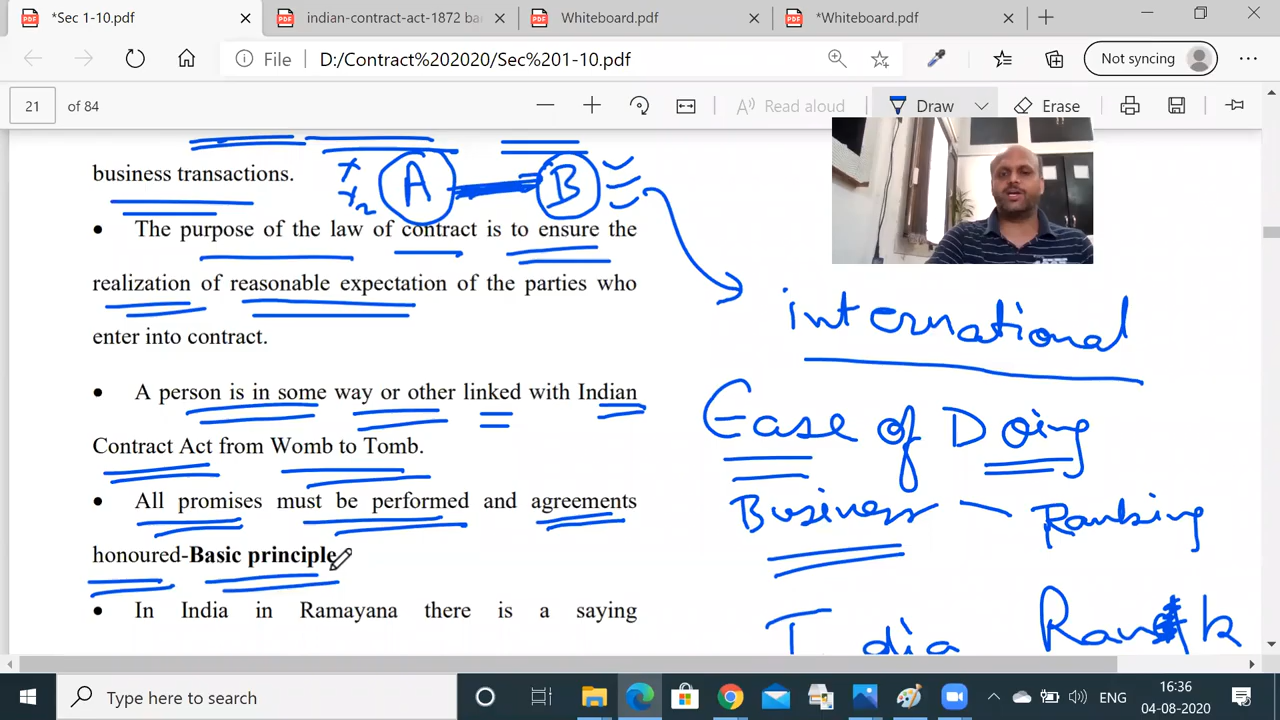 *Sec 1-10.pdf
indian-contract-act-1872 ba
Whiteboard.pdf
*Whiteboard.pdf
File D:/Contract%202020/Sec%201-10.pdf
Not syncing
21 of 84
Read aloud
Draw
Erase
business transactions.
x A B
x2
• The purpose of the law of contract is to ensure the
realization of reasonable expectation of the parties who
enter into contract.
• A person is in some way or other linked with Indian
Contract Act from Womb to Tomb.
• All promises must be performed and agreements
honoured-Basic principle
• In India in Ramayana there is a saying
international
Ease of Doing
Business — Ranking
India Rank
Type here to search
ENG
16:36
04-08-2020